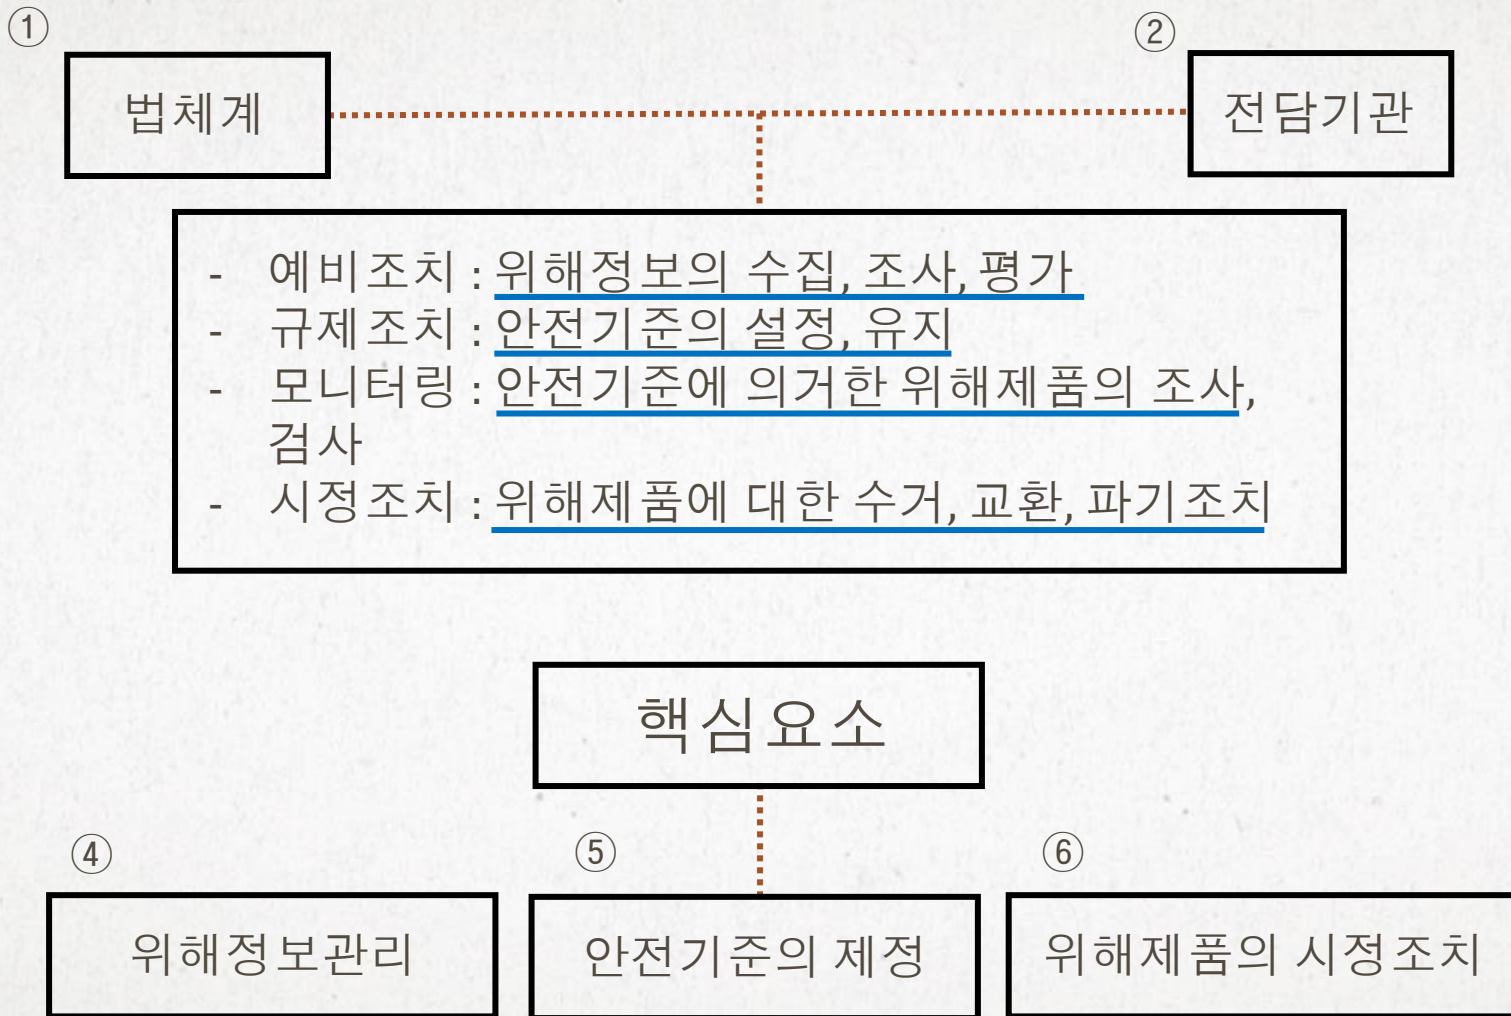 ①
②
법체계
전담기관
- 예비조치 : 위해정보의 수집, 조사, 평가
- 규제조치 : 안전기준의 설정, 유지
- 모니터링 : 안전기준에 의거한 위해제품의 조사,
검사
- 시정조치 : 위해제품에 대한 수거, 교환, 파기조치
핵심요소
④
⑤
⑥
위해정보관리
안전기준의 제정
위해제품의 시정조치